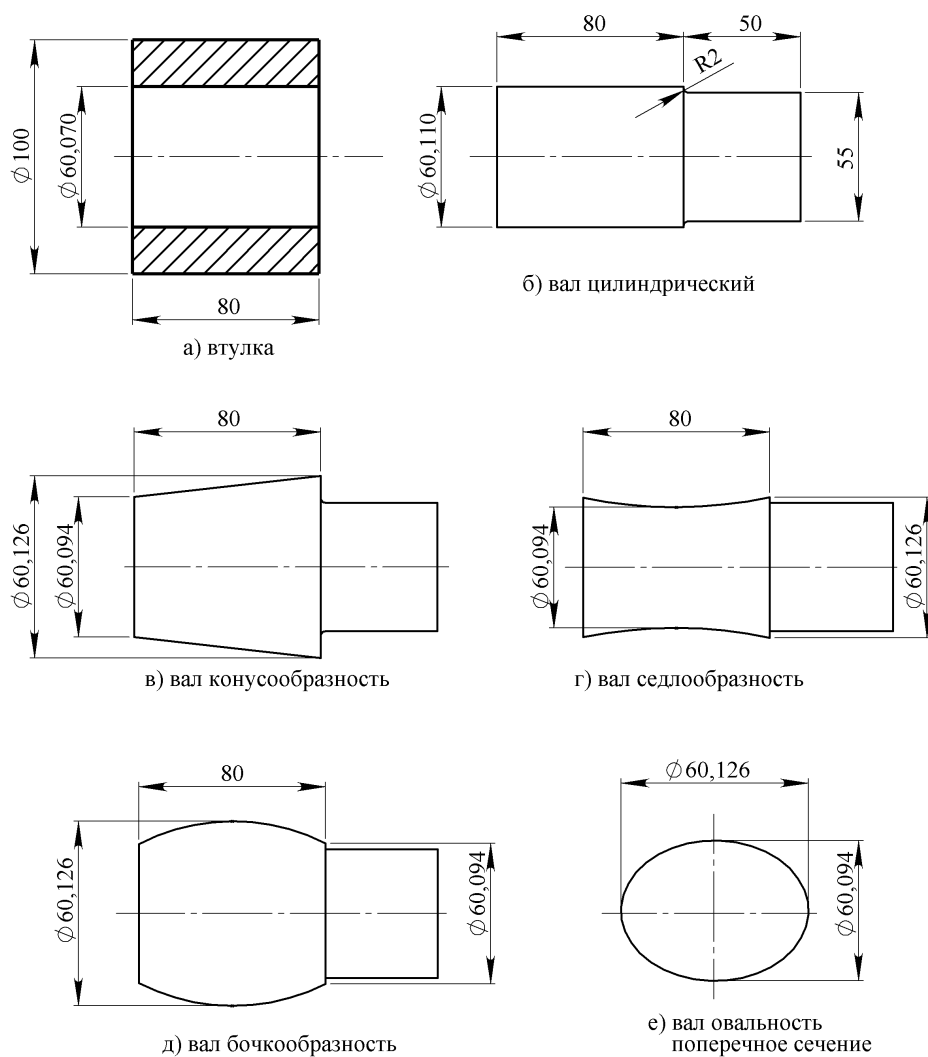 80
50
R2
⌀100
⌀60,070
⌀60,110
55
80
а) втулка
б) вал цилиндрический
80
80
⌀60,126
⌀60,094
⌀60,094
⌀60,126
в) вал конусообразность
г) вал седлообразность
80
⌀60,126
⌀60,126
⌀60,094
⌀60,094
д) вал бочкообразность
е) вал овальность
поперечное сечение